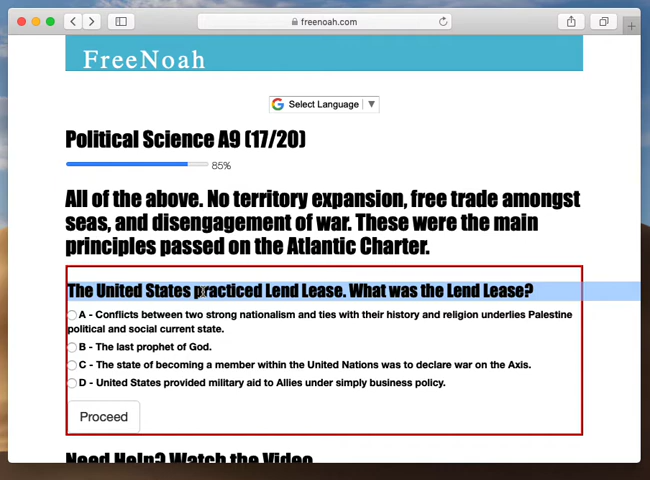 freenoah.com
FreeNoah
Select Language
Political Science A9 (17/20)
85%
All of the above. No territory expansion, free trade amongst
seas, and disengagement of war. These were the main
principles passed on the Atlantic Charter.
The United States practiced Lend Lease. What was the Lend Lease?
A - Conflicts between two strong nationalism and ties with their history and religion underlies Palestine
political and social current state.
B - The last prophet of God.
C - The state of becoming a member within the United Nations was to declare war on the Axis.
D - United States provided military aid to Allies under simply business policy.
Proceed
Need Help? Watch the Video